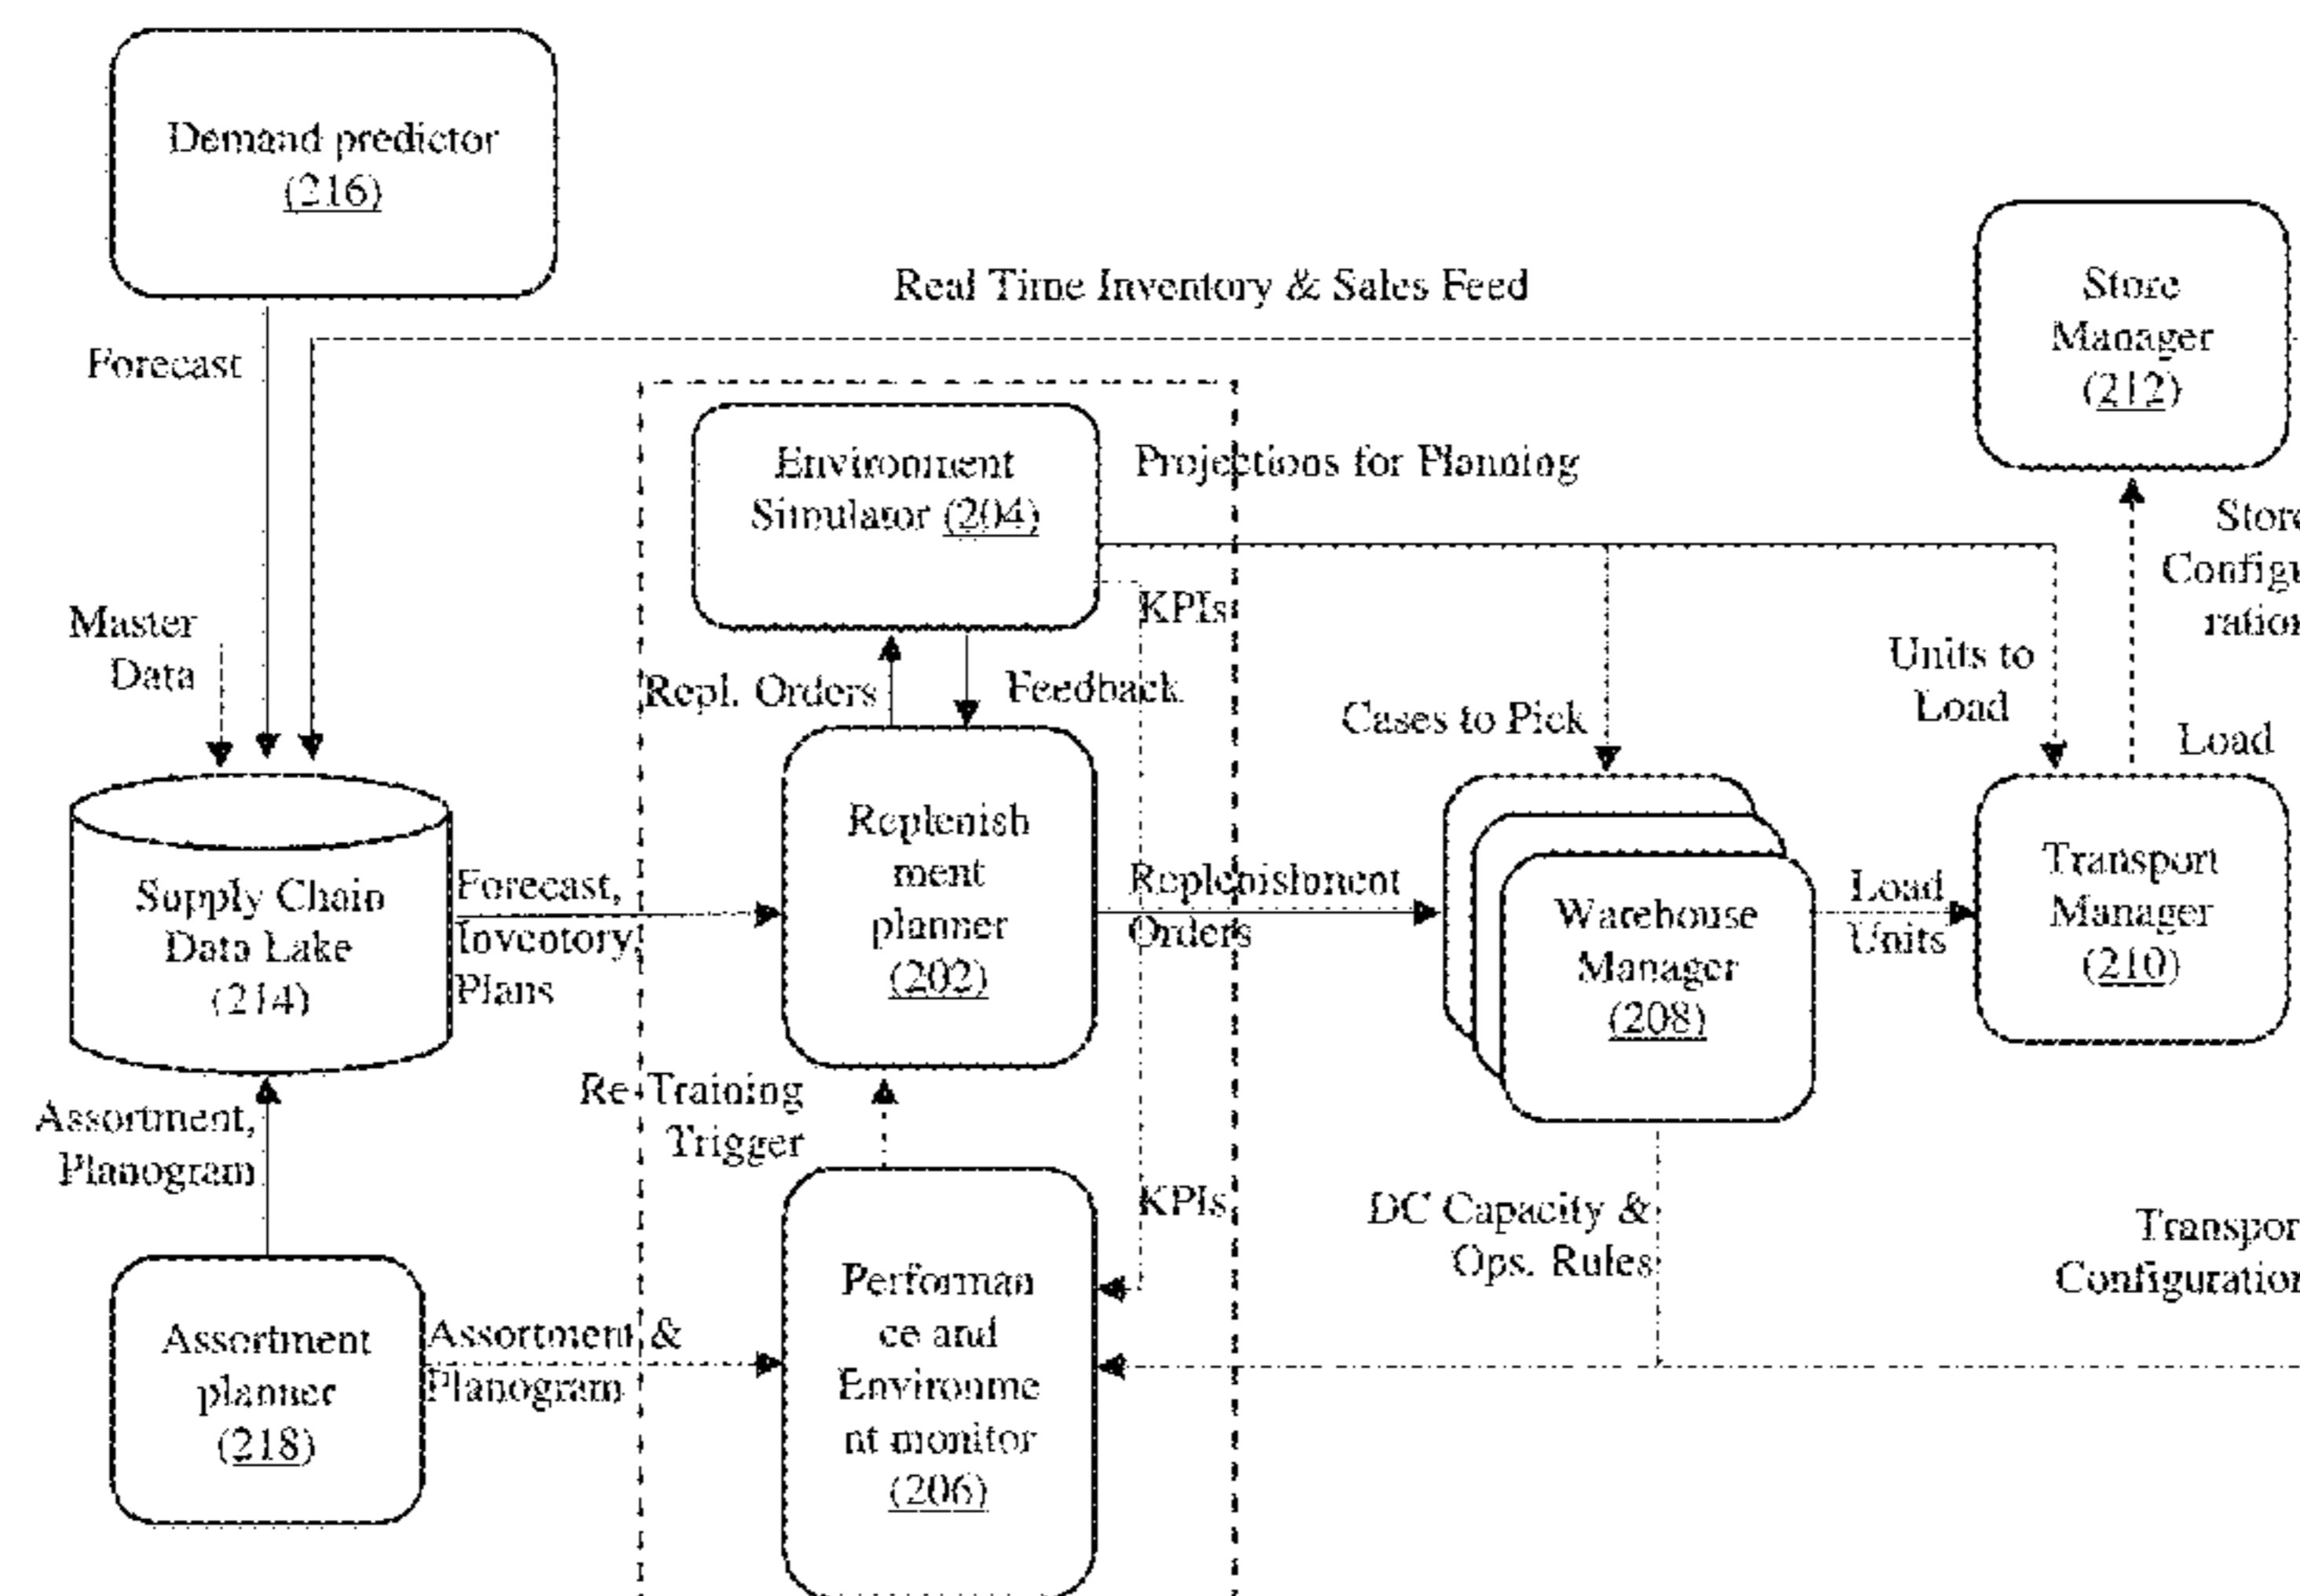 Demand predictor
(216)
Real Time Inventory & Sales Feed
Store
Manager
(212)
Forecast
Environment
Simulator (204)
Projections for Planning
KPIs
Master
Data
Store
Configu
ration
Units to
Load
Repl. Orders
Feedback
Cases to Pick
Load
Supply Chain
Data Lake
(214)
Forecast,
Inventory,
Plans
Replenish
ment
planner
(202)
Replenishment
Orders
Warehouse
Manager
(208)
Load
Units
Transport
Manager
(210)
Assortment,
Planogram
Re-Training
Trigger
KPIs
DC Capacity &
Ops. Rules
Transpor
Configuration
Assortment
planner
(218)
Assortment &
Planogram
Performan
ce and
Environme
nt monitor
(206)